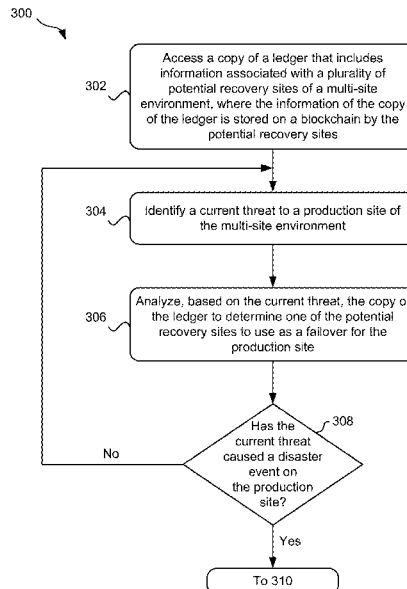 300
Access a copy of a ledger that includes
information associated with a plurality of
potential recovery sites of a multi-site
302
environment, where the information of the copy
of the ledger is stored on a blockchain by the
potential recovery sites
304
Identify a current threat to a production site of
the multi-site environment
Analyze, based on the current threat, the copy o
the ledger to determine one of the potential
306
recovery sites to use as a failover for the
production site
308
Has the
current threat
caused a disaster
event on
the production
site?
No
Yes
To 310